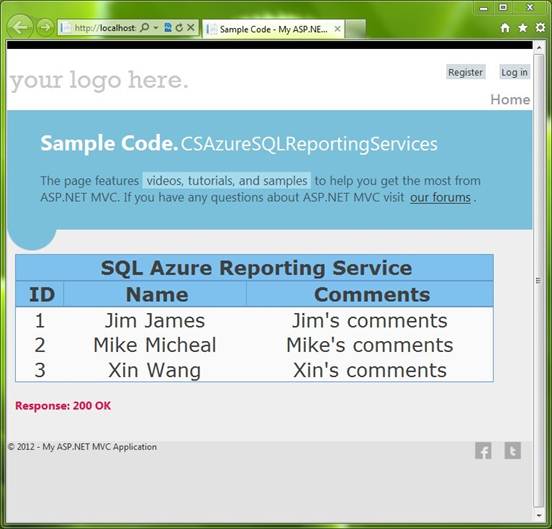 http://localhost:
Sample Code - My ASP.NE...
your logo here.
Register Log in
Home
Sample Code. CSAzureSQLReportingServices
The page features videos, tutorials, and samples to help you get the most from
ASP.NET MVC. If you have any questions about ASP.NET MVC visit our forums .
SQL Azure Reporting Service
ID Name Comments
1 Jim James Jim's comments
2 Mike Micheal Mike's comments
3 Xin Wang Xin's comments
Response: 200 OK
© 2012 - My ASP.NET MVC Application
f t